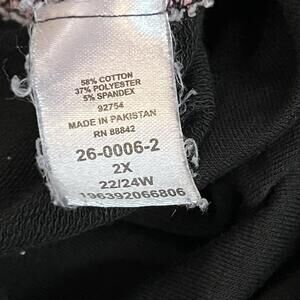 58% COTTON
37% POLYESTER
5% SPANDEX
92754
MADE IN PAKISTAN
RN 88842
26-0006-2
2X
22/24W
196392066806